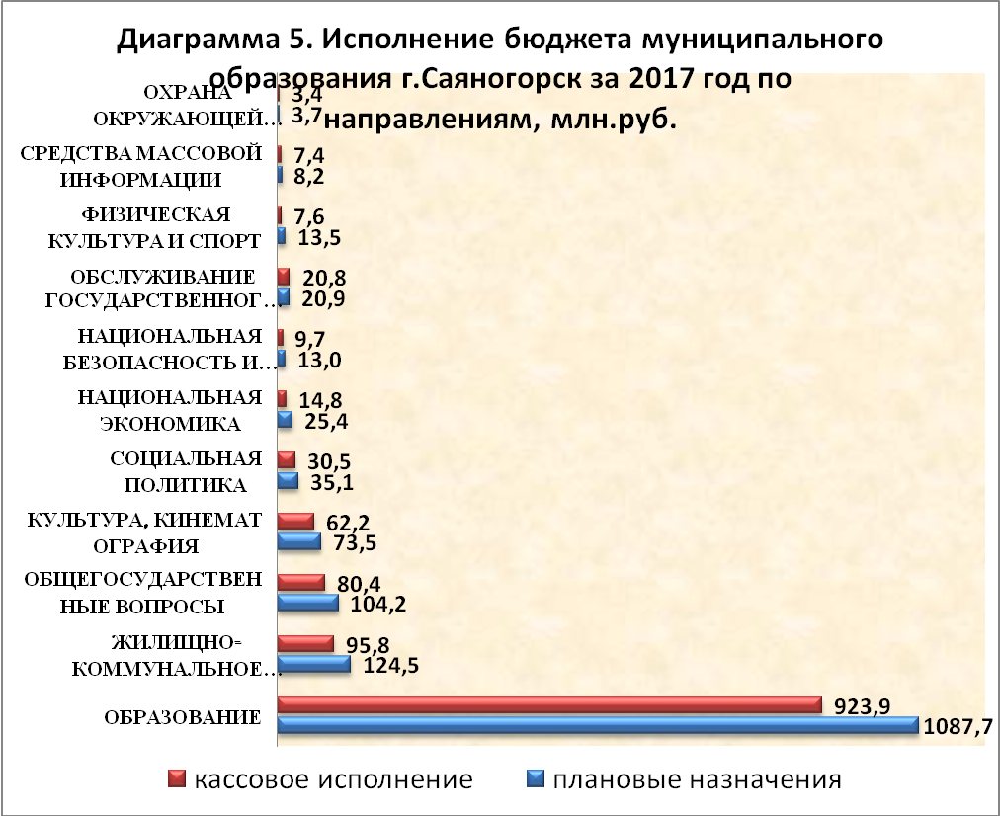 Диаграмма 5. Исполнение бюджета муниципального
образования г.Саяногорск за 2017 год по
направлениям, млн.руб.
ОХРАНА
ОКРУЖАЮЩЕЙ…
3,4
3,7
СРЕДСТВА МАССОВОЙ
ИНФОРМАЦИИ
7,4
8,2
ФИЗИЧЕСКАЯ
КУЛЬТУРА И СПОРТ
7,6
13,5
ОБСЛУЖИВАНИЕ
ГОСУДАРСТВЕННОГ…
20,8
20,9
НАЦИОНАЛЬНАЯ
БЕЗОПАСНОСТЬ И…
9,7
13,0
НАЦИОНАЛЬНАЯ
ЭКОНОМИКА
14,8
25,4
СОЦИАЛЬНАЯ
ПОЛИТИКА
30,5
35,1
КУЛЬТУРА, КИНЕМАТ
ОГРАФИЯ
62,2
73,5
ОБЩЕГОСУДАРСТВЕН
НЫЕ ВОПРОСЫ
80,4
104,2
ЖИЛИЩНО-
КОММУНАЛЬНОЕ…
95,8
124,5
ОБРАЗОВАНИЕ
923,9
1087,7
кассовое исполнение
плановые назначения